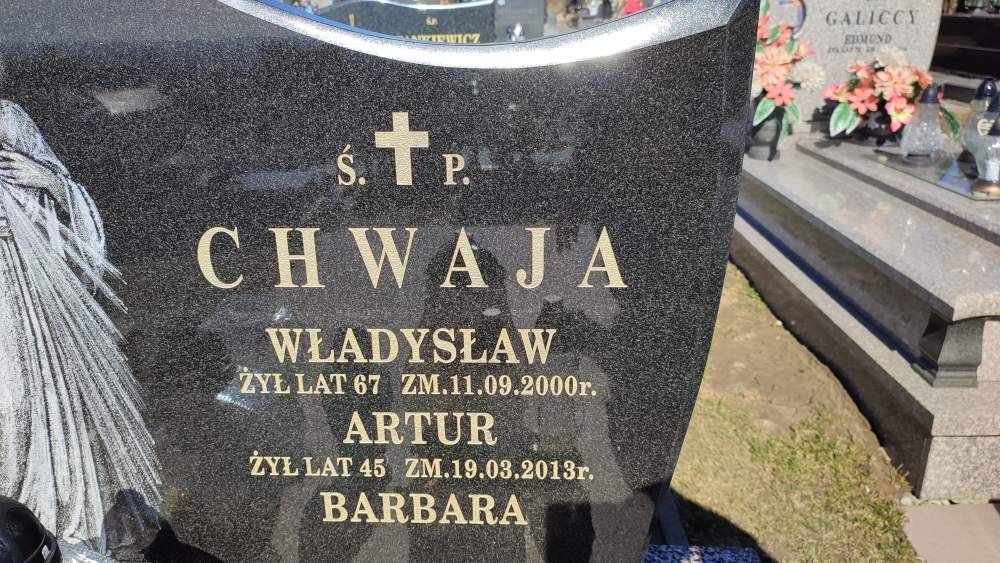 Ś. P.
CHWAJA
WŁADYSŁAW
ŻYŁ LAT 67 ZM.11.09.2000r.
ARTUR
ŻYŁ LAT 45 ZM.19.03.2013r.
BARBARA
GALICCY
EDMUND